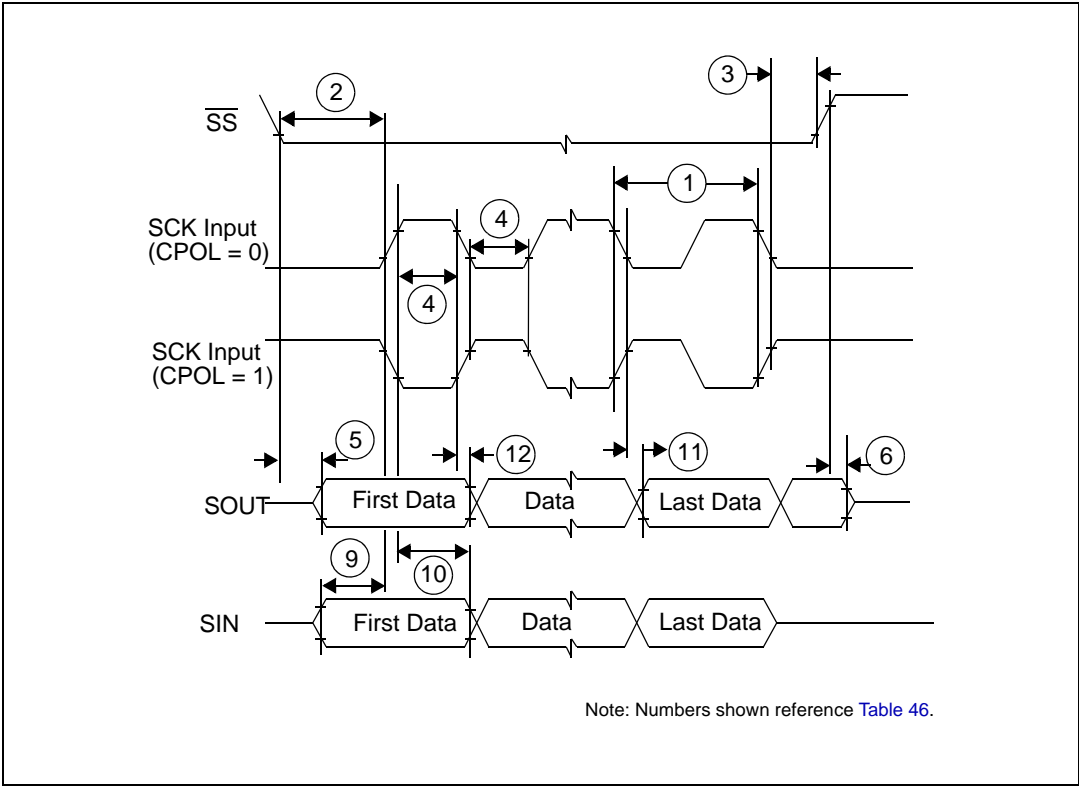 3
2
SS
1
SCK Input
(CPOL = 0)
4
4
SCK Input
(CPOL = 1)
5
12
11
6
SOUT
First Data
Data
Last Data
9
10
SIN
First Data
Data
Last Data
Note: Numbers shown reference Table 46.